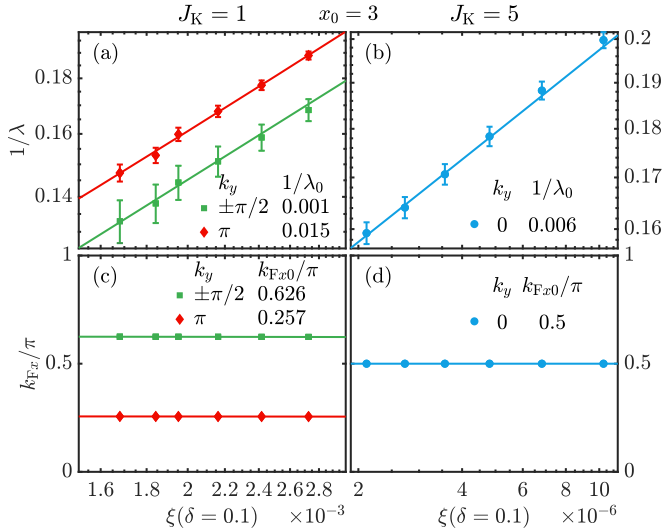 J_K = 1 x_0 = 3 J_K = 5
(a)
0.18
0.16
0.14
1/λ
k_y 1/λ_0
±π/2 0.001
π 0.015
(b)
0.2
0.19
0.18
0.17
0.16
k_y 1/λ_0
0 0.006
(c)
1
0.5
0
k_Fx/π
k_y k_Fx0/π
±π/2 0.626
π 0.257
1.6 1.8 2 2.2 2.4 2.6 2.8
ξ(δ = 0.1) ×10⁻³
(d)
1
0.5
0
k_y k_Fx0/π
0 0.5
2 4 6 8 10
ξ(δ = 0.1) ×10⁻⁶